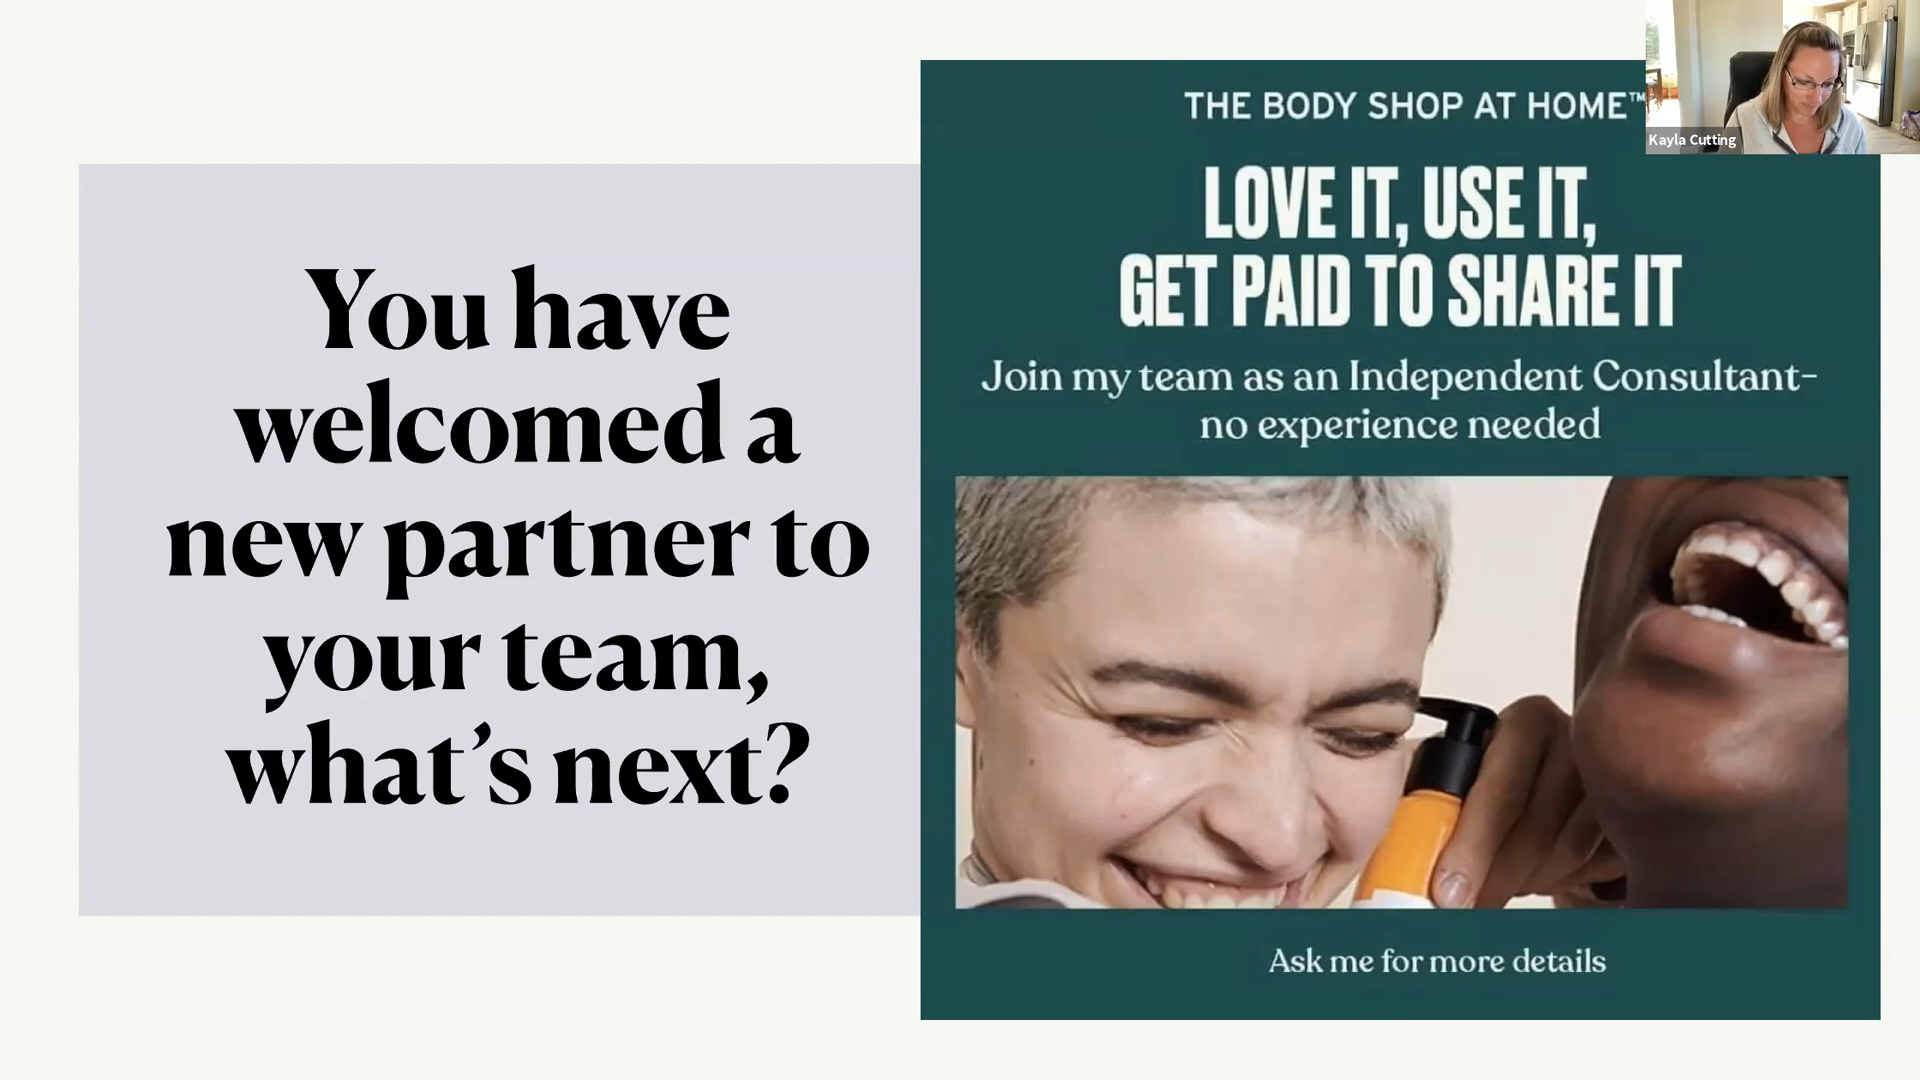 You have
welcomed a
new partner to
your team,
what's next?
THE BODY SHOP AT HOME™
LOVE IT, USE IT,
GET PAID TO SHARE IT
Join my team as an Independent Consultant-
no experience needed
Ask me for more details
Kayla Cutting